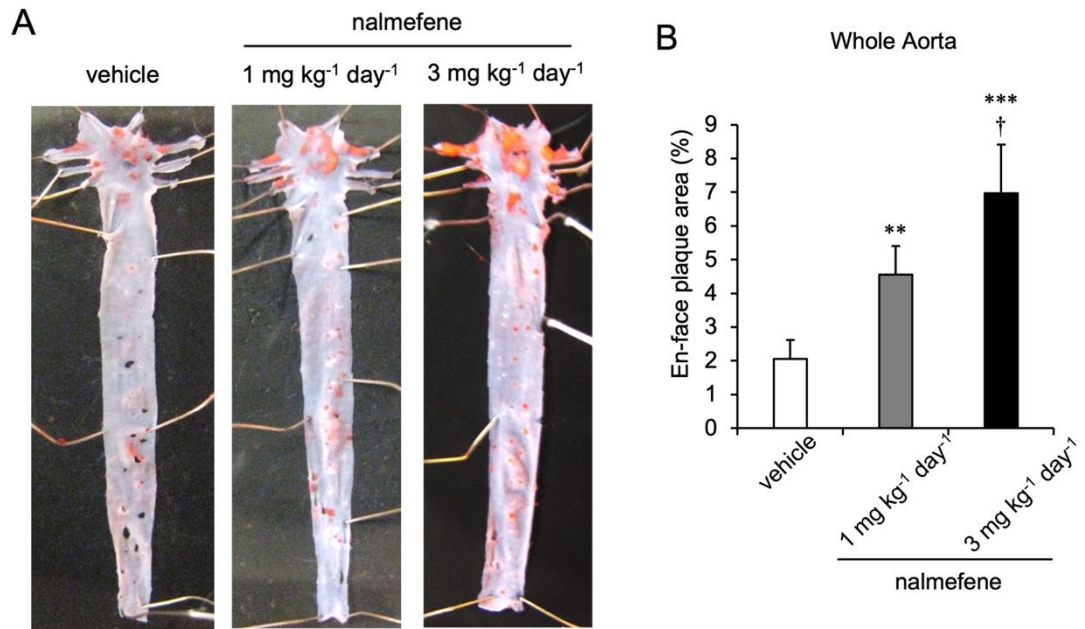 A
nalmefene
vehicle
1 mg kg⁻¹ day⁻¹
3 mg kg⁻¹ day⁻¹
B
Whole Aorta
En-face plaque area (%)
9
8
7
6
5
4
3
2
1
0
**
***
†
vehicle
1 mg kg⁻¹ day⁻¹
3 mg kg⁻¹ day⁻¹
nalmefene